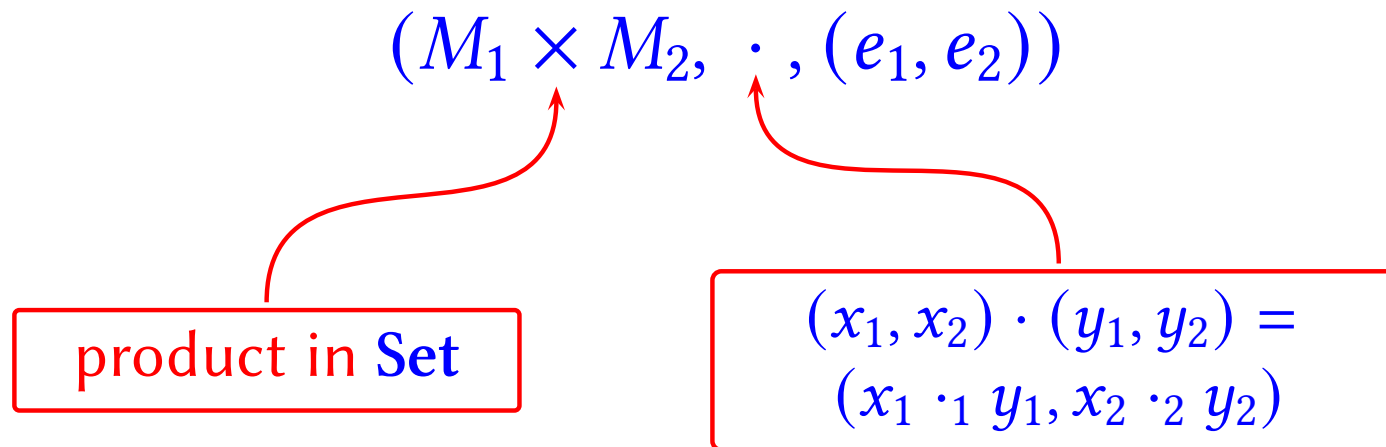 (M₁ × M₂, · , (e₁, e₂))
product in Set
(x₁, x₂) · (y₁, y₂) =
(x₁ ·₁ y₁, x₂ ·₂ y₂)